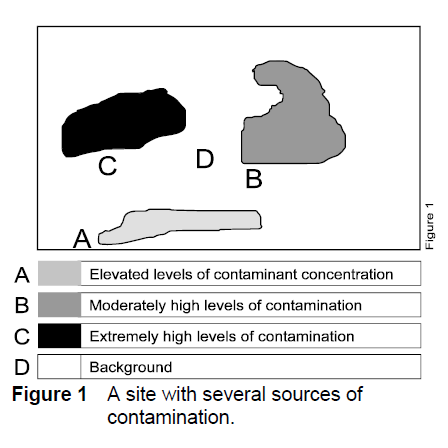 C
D
B
A
Figure 1
A Elevated levels of contaminant concentration
B Moderately high levels of contamination
C Extremely high levels of contamination
D Background
Figure 1 A site with several sources of
contamination.